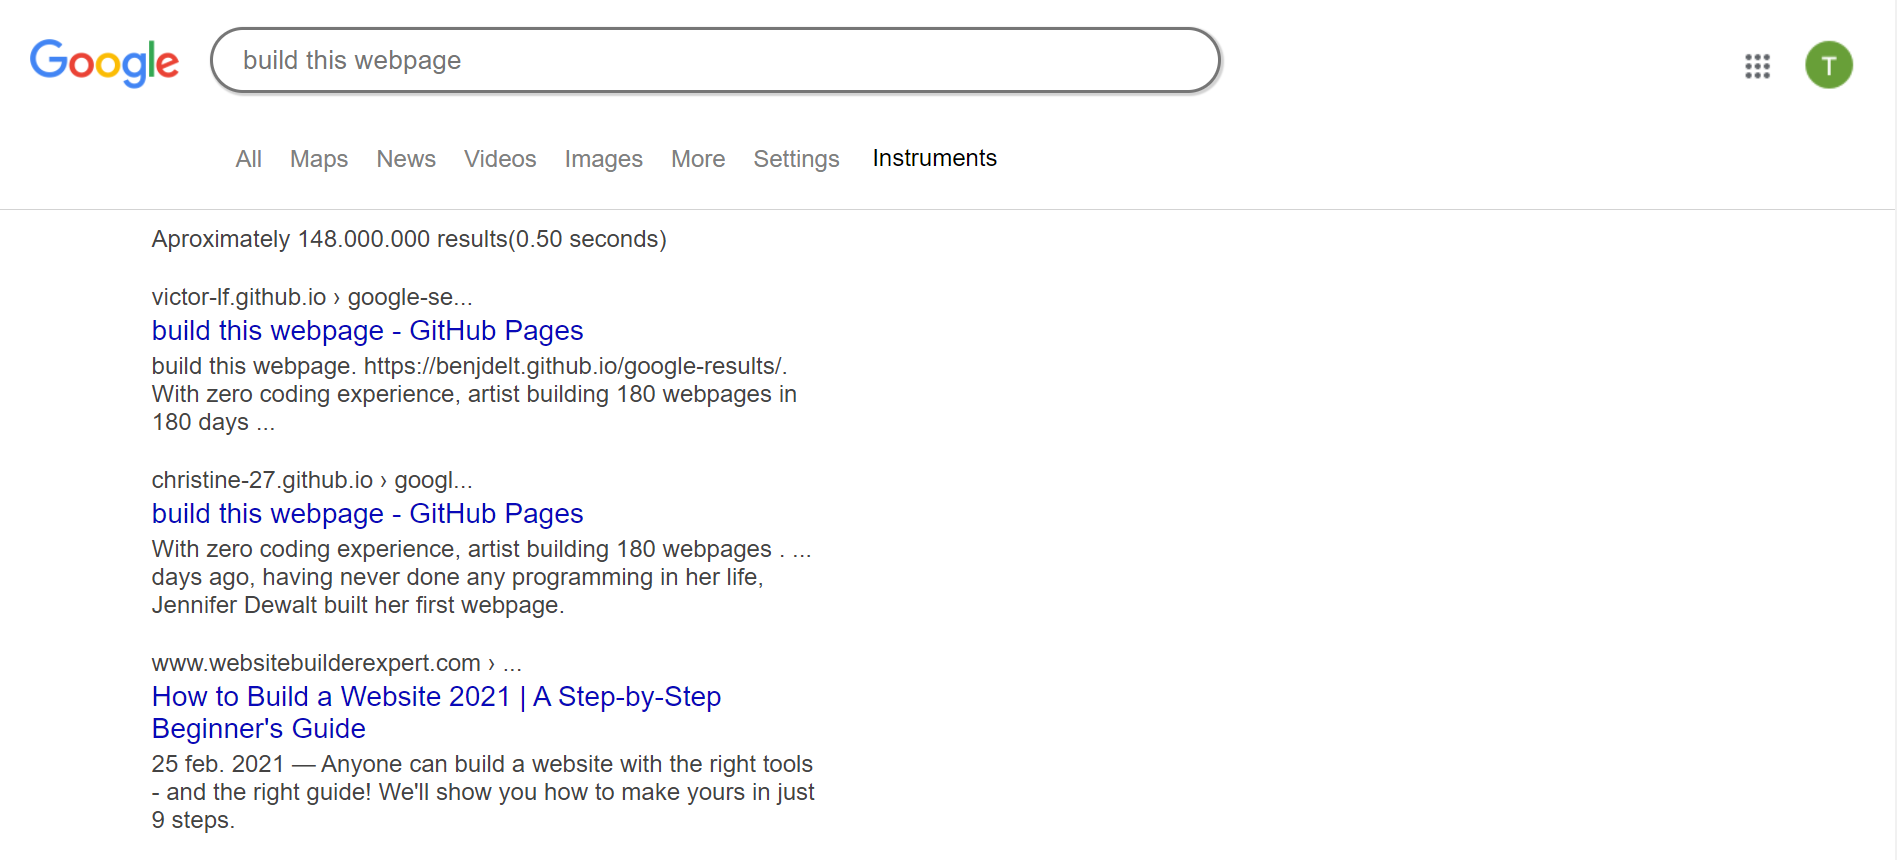 Google
build this webpage
T
All Maps News Videos Images More Settings Instruments
Aproximately 148.000.000 results(0.50 seconds)
victor-lf.github.io › google-se...
build this webpage - GitHub Pages
build this webpage. https://benjdelt.github.io/google-results/.
With zero coding experience, artist building 180 webpages in
180 days ...
christine-27.github.io › googl...
build this webpage - GitHub Pages
With zero coding experience, artist building 180 webpages . ...
days ago, having never done any programming in her life,
Jennifer Dewalt built her first webpage.
www.websitebuilderexpert.com › ...
How to Build a Website 2021 | A Step-by-Step
Beginner's Guide
25 feb. 2021 — Anyone can build a website with the right tools
- and the right guide! We'll show you how to make yours in just
9 steps.